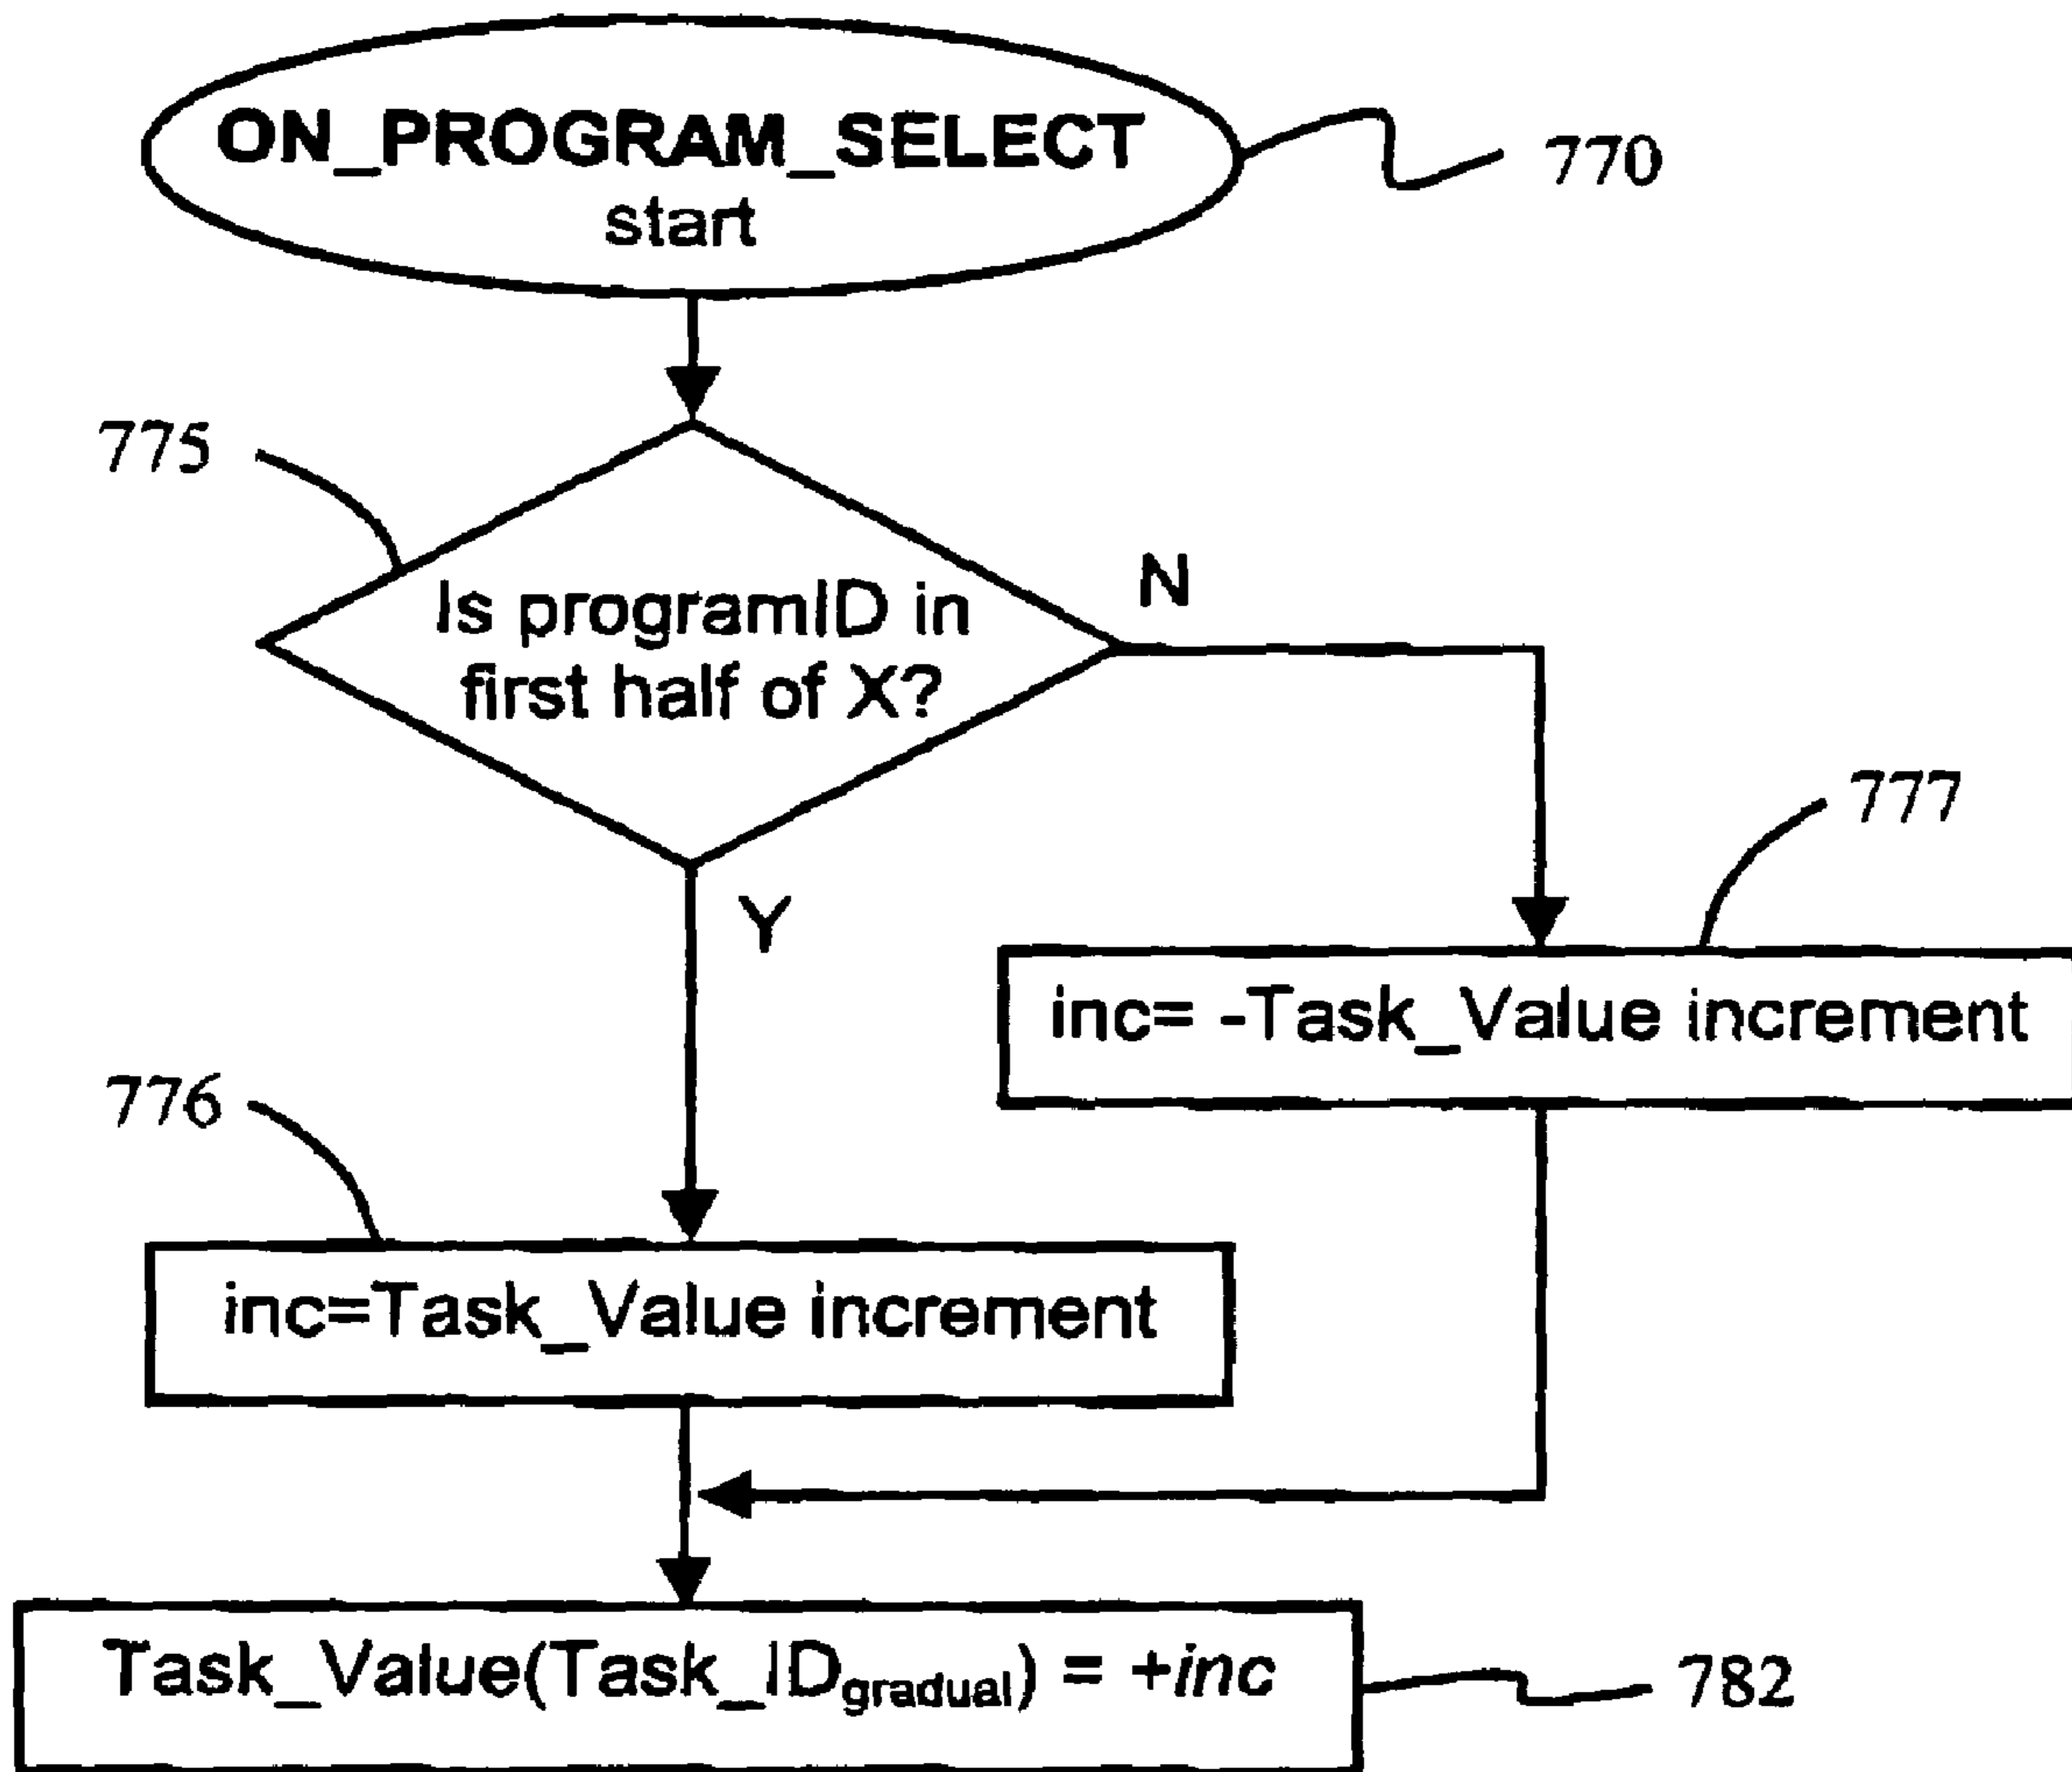 ON_PROGRAM_SELECT
start
770
775
Is programID in
first half of X?
N
Y
777
inc= -Task_Value increment
776
inc=Task_Value increment
Task_Value(Task_ID_gradual) = +inc
782